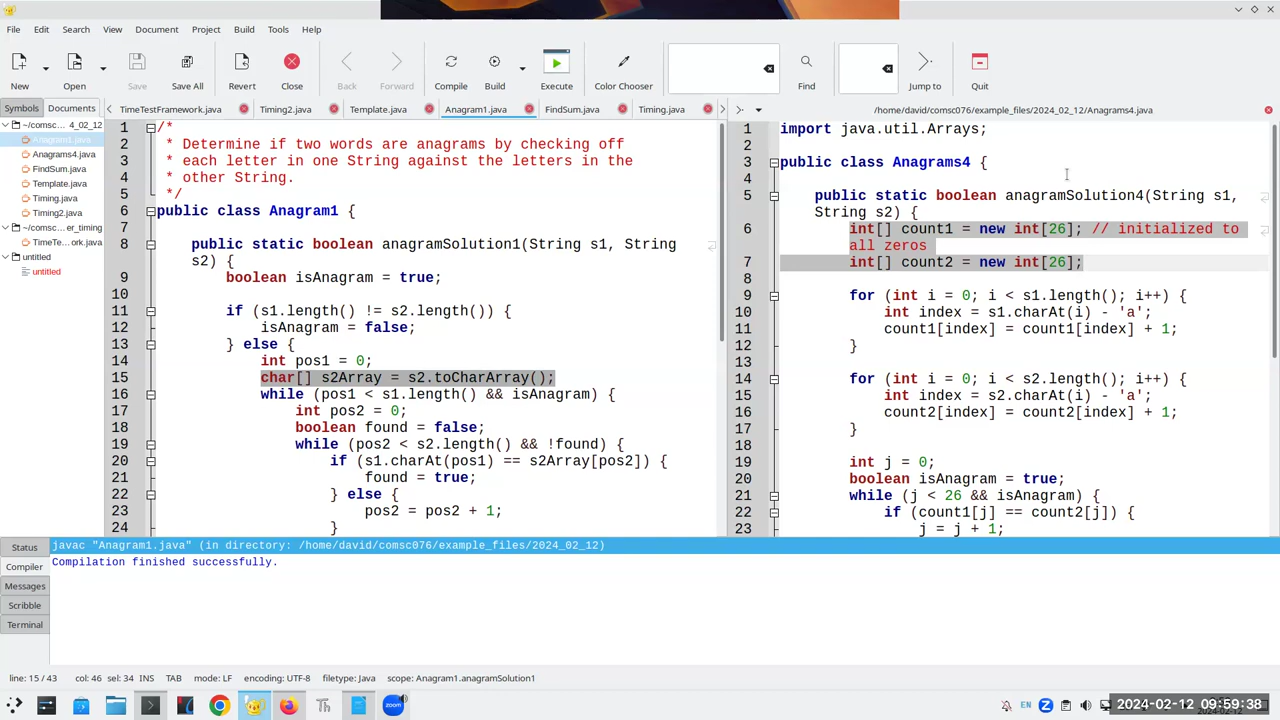 File Edit Search View Document Project Build Tools Help
New Open Save Save All Revert Close Back Forward Compile Build Execute Color Chooser Find Jump to Quit
Symbols Documents
TimeTestFramework.java Timing2.java Template.java Anagram1.java FindSum.java Timing.java
/home/david/comsc076/example_files/2024_02_12/Anagrams4.java
~/comsc... 4_02_12
Anagram1.java
Anagrams4.java
FindSum.java
Template.java
Timing.java
Timing2.java
~/comsc...er_timing
TimeTe...ork.java
untitled
untitled
1 /*
2 * Determine if two words are anagrams by checking off
3 * each letter in one String against the letters in the
4 * other String.
5 */
6 public class Anagram1 {
7
8 public static boolean anagramSolution1(String s1, String
s2) {
9 boolean isAnagram = true;
10
11 if (s1.length() != s2.length()) {
12 isAnagram = false;
13 } else {
14 int pos1 = 0;
15 char[] s2Array = s2.toCharArray();
16 while (pos1 < s1.length() && isAnagram) {
17 int pos2 = 0;
18 boolean found = false;
19 while (pos2 < s2.length() && !found) {
20 if (s1.charAt(pos1) == s2Array[pos2]) {
21 found = true;
22 } else {
23 pos2 = pos2 + 1;
24 }
1 import java.util.Arrays;
2
3 public class Anagrams4 {
4
5 public static boolean anagramSolution4(String s1,
String s2) {
6 int[] count1 = new int[26]; // initialized to
all zeros
7 int[] count2 = new int[26];
8
9 for (int i = 0; i < s1.length(); i++) {
10 int index = s1.charAt(i) - 'a';
11 count1[index] = count1[index] + 1;
12 }
13
14 for (int i = 0; i < s2.length(); i++) {
15 int index = s2.charAt(i) - 'a';
16 count2[index] = count2[index] + 1;
17 }
18
19 int j = 0;
20 boolean isAnagram = true;
21 while (j < 26 && isAnagram) {
22 if (count1[j] == count2[j]) {
23 j = j + 1;
Status
Compiler
Messages
Scribble
Terminal
javac "Anagram1.java" (in directory: /home/david/comsc076/example_files/2024_02_12)
Compilation finished successfully.
line: 15 / 43 col: 46 sel: 34 INS TAB mode: LF encoding: UTF-8 filetype: Java scope: Anagram1.anagramSolution1
Th zoom EN Z 2024-02-12 09:59:38